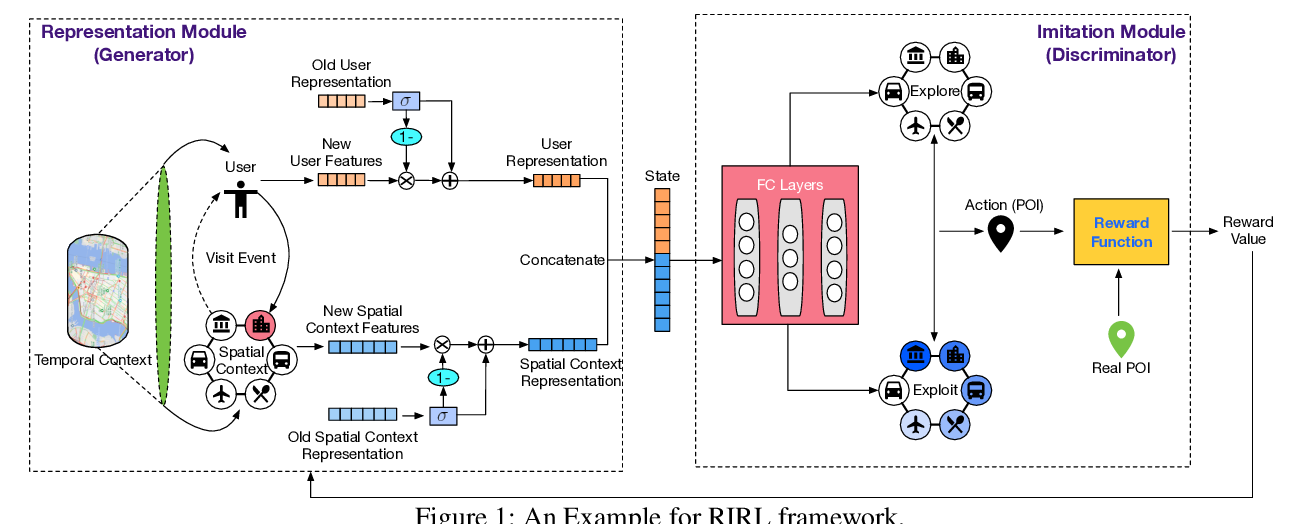 Representation Module
(Generator)
Old User
Representation
σ
1-
New
User Features
User
User
Representation
Visit Event
Temporal Context
Spatial
Context
New Spatial
Context Features
1-
σ
Old Spatial Context
Representation
Spatial Context
Representation
Concatenate
State
Imitation Module
(Discriminator)
FC Layers
Explore
Exploit
Action (POI)
Reward
Function
Real POI
Reward
Value
Figure 1: An Example for RIRL framework.